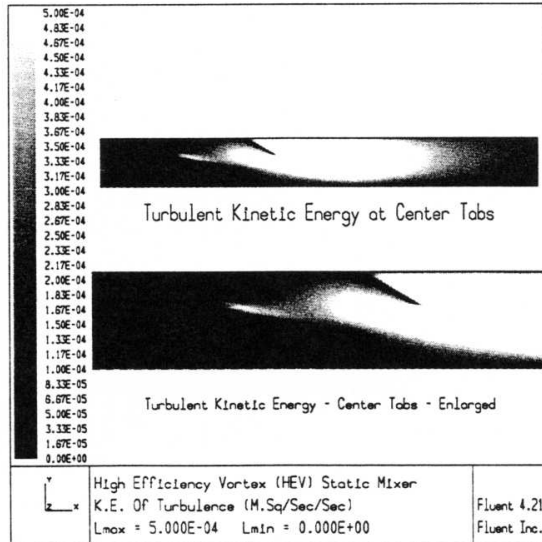 5.00E-04
4.83E-04
4.67E-04
4.50E-04
4.33E-04
4.17E-04
4.00E-04
3.83E-04
3.67E-04
3.50E-04
3.33E-04
3.17E-04
3.00E-04
2.83E-04
2.67E-04
2.50E-04
2.33E-04
2.17E-04
2.00E-04
1.83E-04
1.67E-04
1.50E-04
1.33E-04
1.17E-04
1.00E-04
8.33E-05
6.67E-05
5.00E-05
3.33E-05
1.67E-05
0.00E+00
Turbulent Kinetic Energy at Center Tabs
Turbulent Kinetic Energy - Center Tabs - Enlarged
Y
Z X
High Efficiency Vortex (HEV) Static Mixer
K.E. Of Turbulence (M.Sq/Sec/Sec)
Lmax = 5.000E-04 Lmin = 0.000E+00
Fluent 4.21
Fluent Inc.